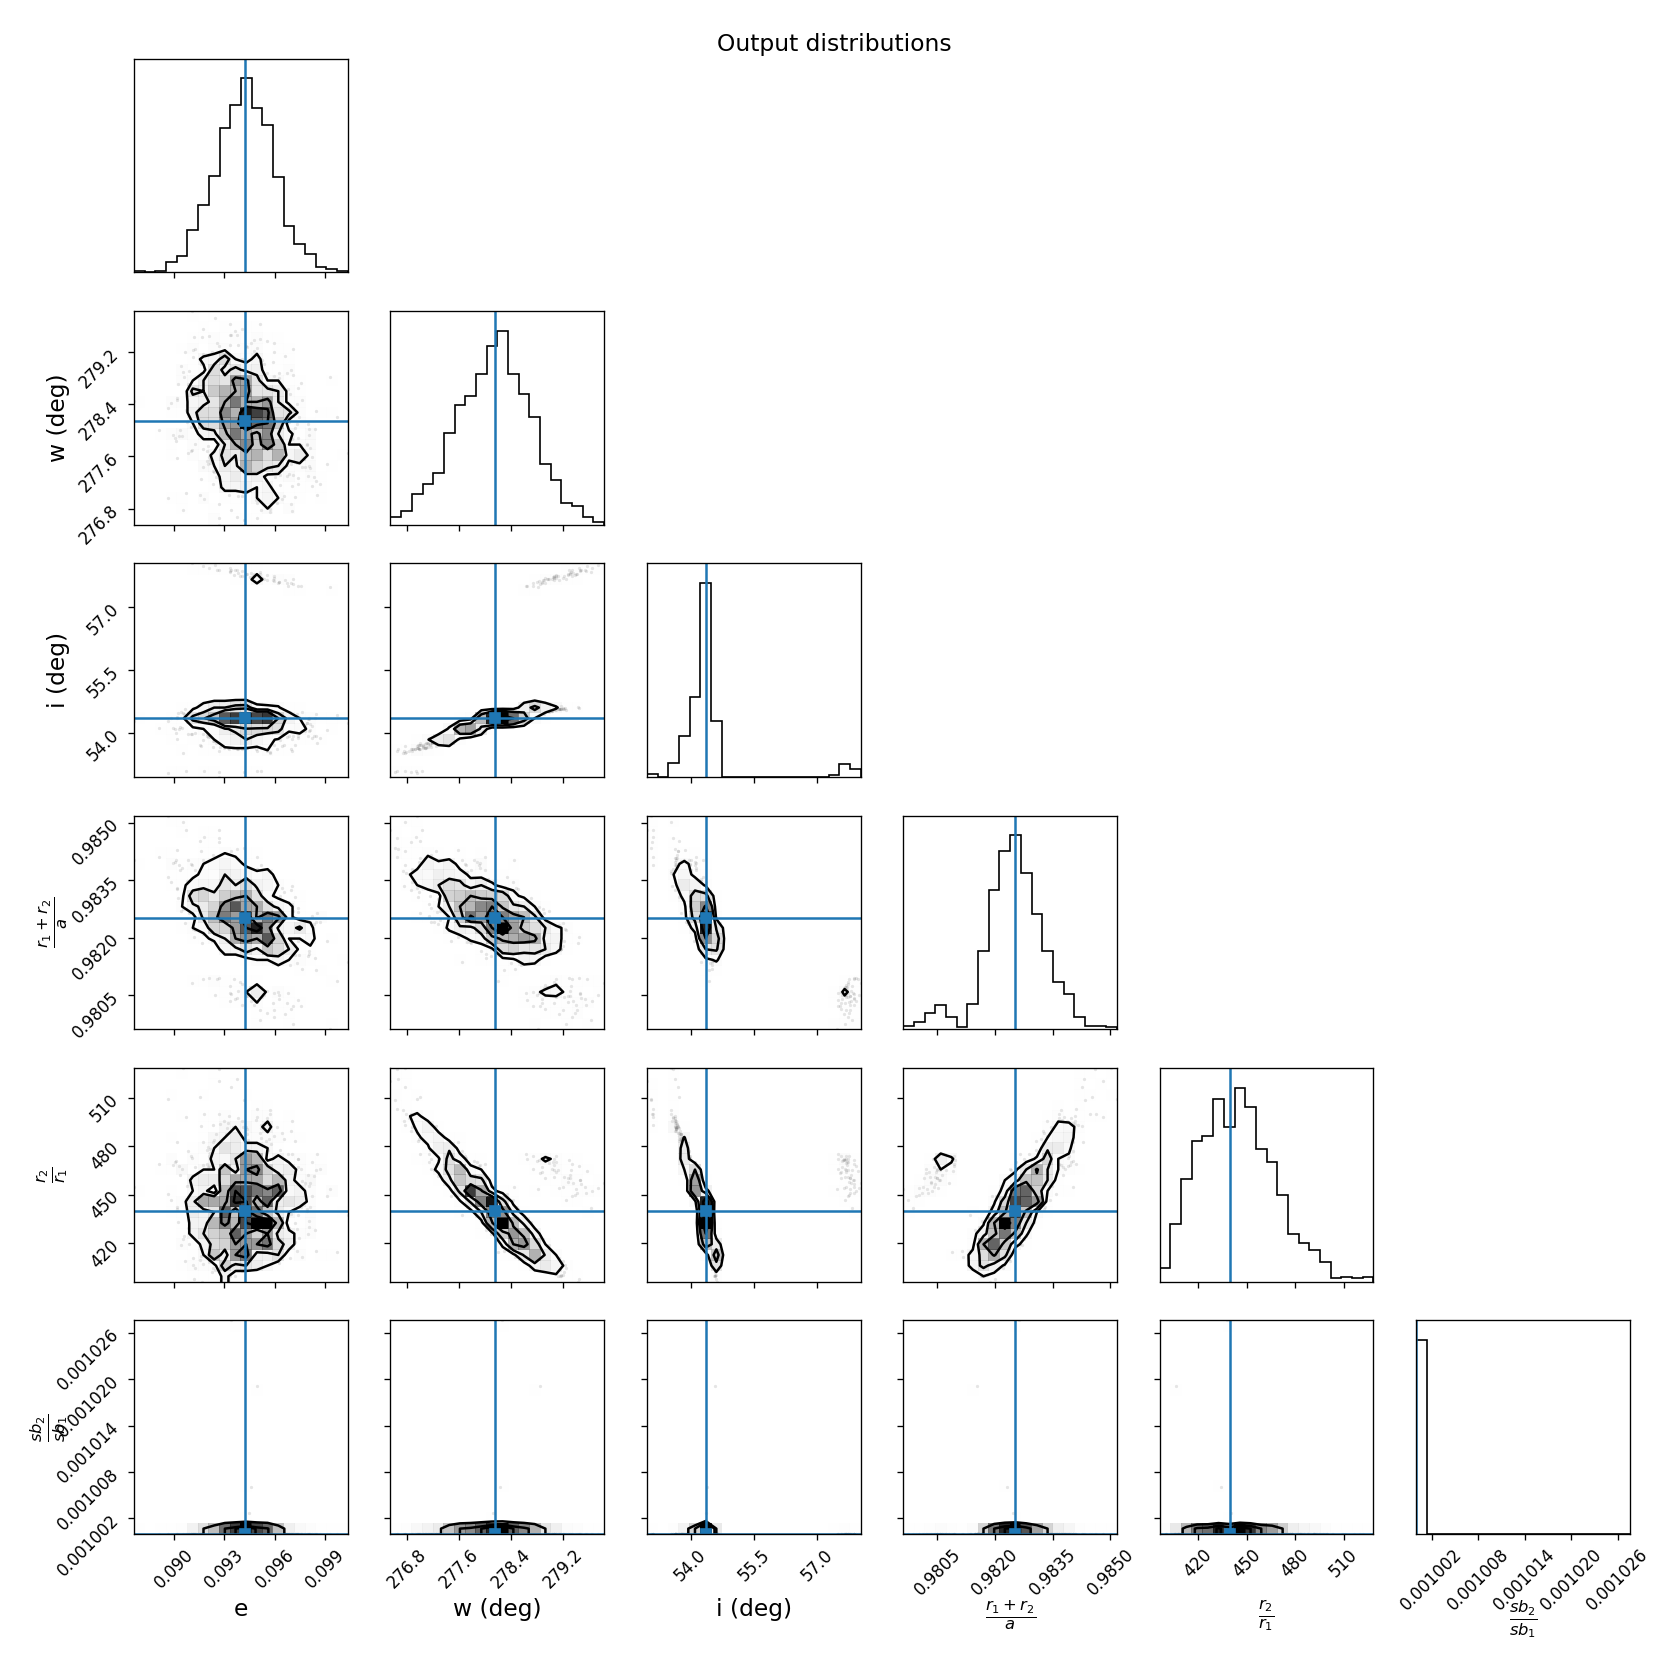 Output distributions
w (deg)
279.2
278.4
277.6
276.8
i (deg)
57.0
55.5
54.0
r₁ + r₂
a
0.9850
0.9835
0.9820
0.9805
r₂
r₁
510
480
450
420
sb₂
sb₁
0.001026
0.001020
0.001014
0.001008
0.001002
0.090 0.093 0.096 0.099
276.8 277.6 278.4 279.2
54.0 55.5 57.0
0.9805 0.9820 0.9835 0.9850
420 450 480 510
0.001002 0.001008 0.001014 0.001020 0.001026
e
w (deg)
i (deg)
r₁ + r₂
a
r₂
r₁
sb₂
sb₁